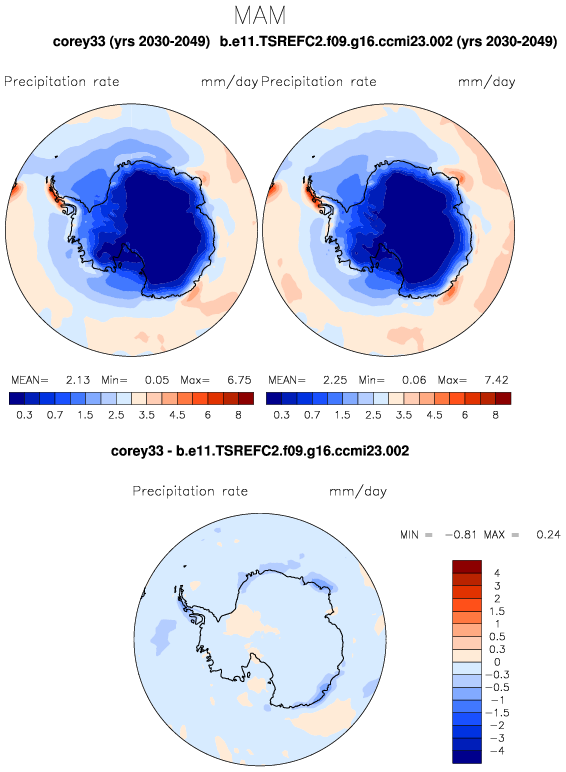 MAM
corey33 (yrs 2030-2049) b.e11.TSREFC2.f09.g16.ccmi23.002 (yrs 2030-2049)
Precipitation rate mm/day Precipitation rate mm/day
MEAN= 2.13 Min= 0.05 Max= 6.75 MEAN= 2.25 Min= 0.06 Max= 7.42
0.3 0.7 1.5 2.5 3.5 4.5 6 8 0.3 0.7 1.5 2.5 3.5 4.5 6 8
corey33 - b.e11.TSREFC2.f09.g16.ccmi23.002
Precipitation rate mm/day
MIN = -0.81 MAX = 0.24
4
3
2
1.5
1
0.5
0.3
0
-0.3
-0.5
-1
-1.5
-2
-3
-4